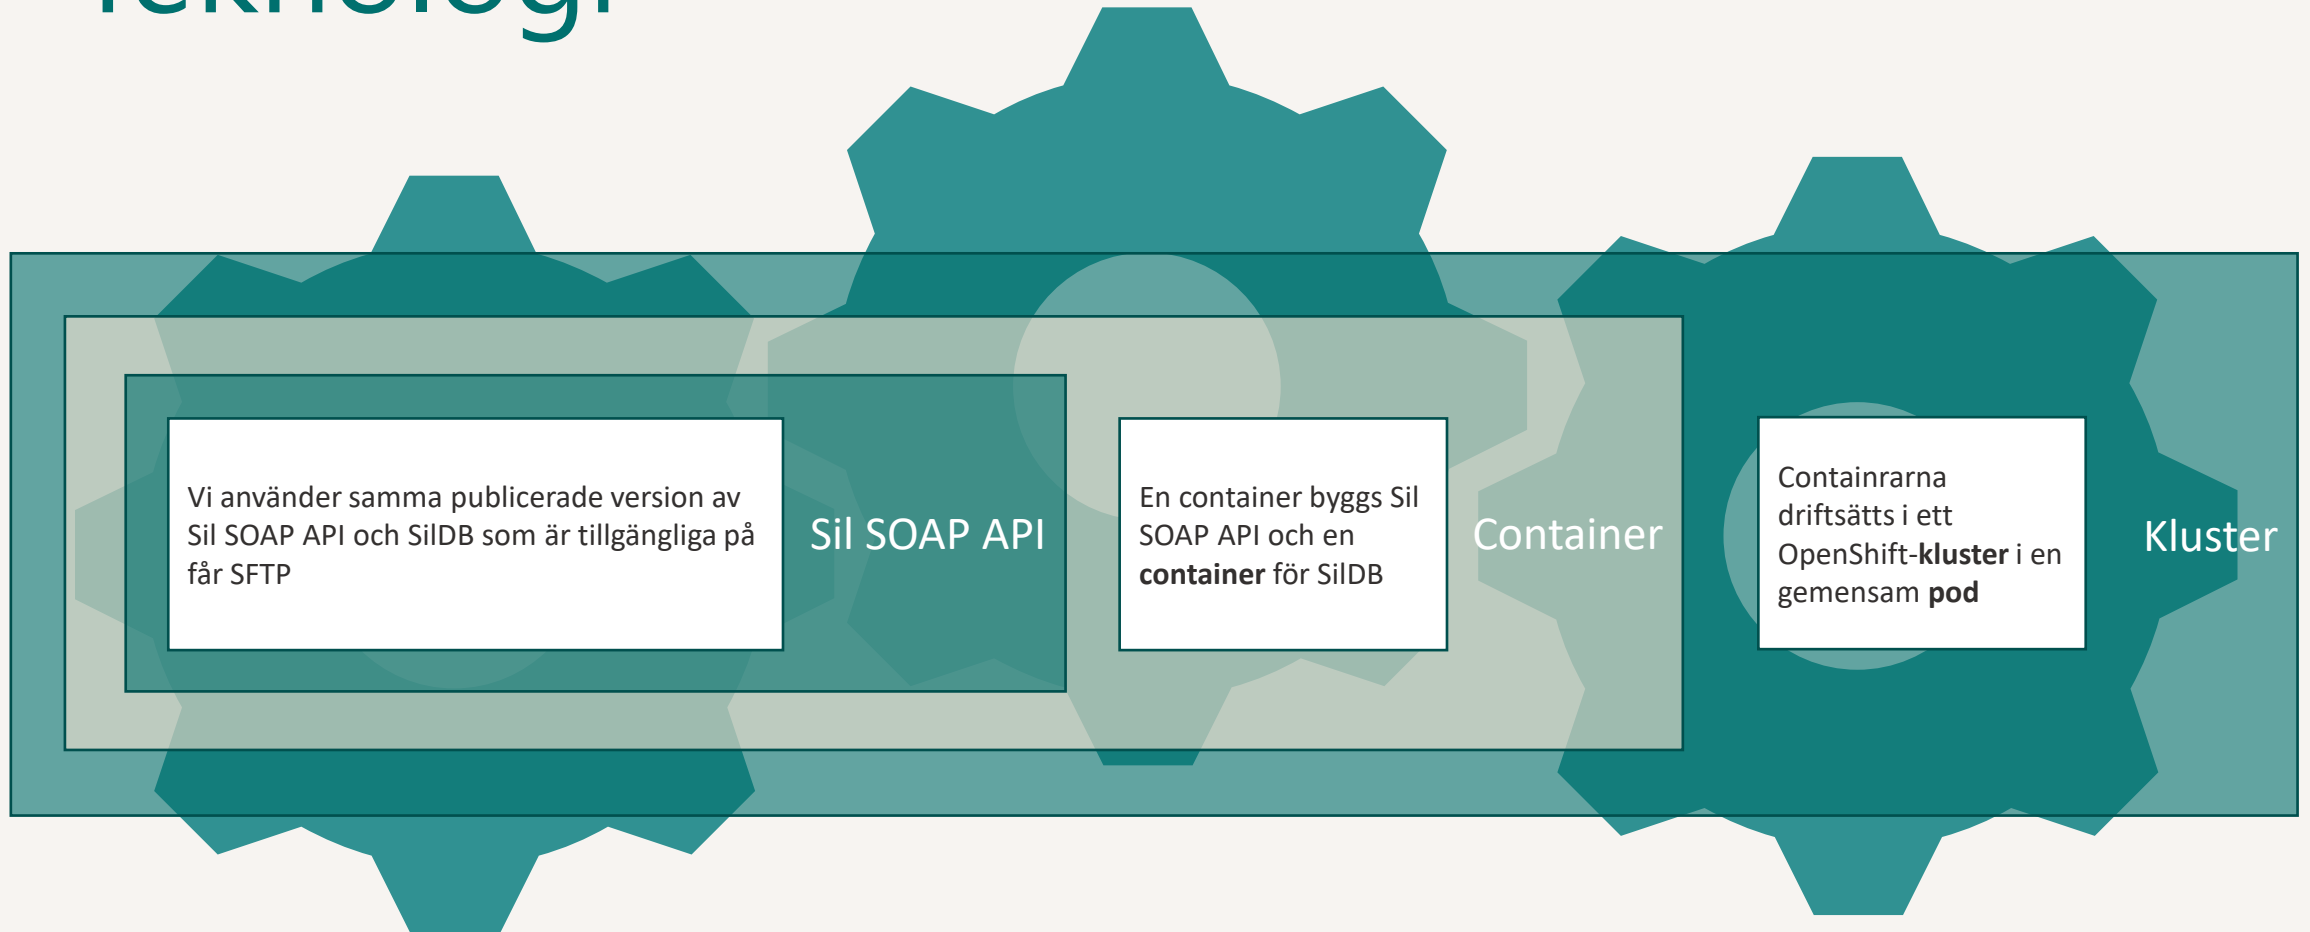 Teknologi
Vi använder samma publicerade version av
Sil SOAP API och SilDB som är tillgängliga på
får SFTP
Sil SOAP API
En container byggs Sil
SOAP API och en
container för SilDB
Container
Containrarna
driftsätts i ett
OpenShift-kluster i en
gemensam pod
Kluster